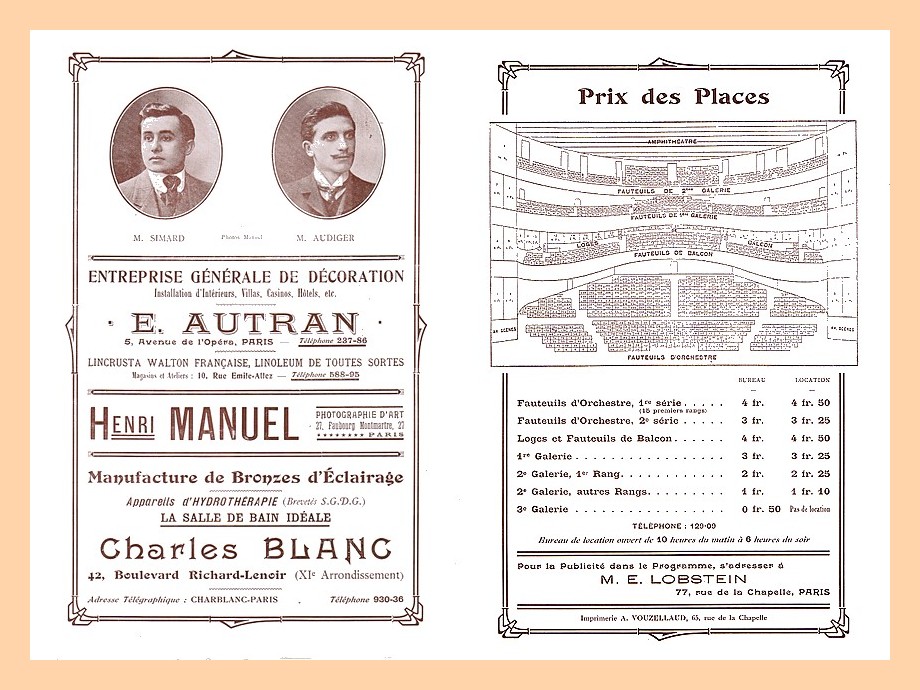 M. SIMARD
Photos Manuel
M. AUDIGER
ENTREPRISE GÉNÉRALE DE DÉCORATION
Installation d'Intérieurs, Villas, Casinos, Hôtels, etc.
E. AUTRAN
5, Avenue de l'Opéra, PARIS — Téléphone 237-86
LINCRUSTA WALTON FRANÇAISE, LINOLEUM DE TOUTES SORTES
Magasins et Ateliers : 10, Rue Emile-Allez — Téléphone 588-95
HENRI MANUEL
PHOTOGRAPHIE D'ART
27, Faubourg Montmartre, 27
PARIS
Manufacture de Bronzes d'Éclairage
Appareils d'HYDROTHÉRAPIE (Brevetés S.G.D.G.)
LA SALLE DE BAIN IDÉALE
Charles BLANC
42, Boulevard Richard-Lenoir (XIe Arrondissement)
Adresse Télégraphique : CHARBLANC-PARIS Téléphone 930-36
Prix des Places
AMPHITHÉATRE
FAUTEUILS DE 2me GALERIE
FAUTEUILS DE 1ère GALERIE
LOGES
BALCON
FAUTEUILS DE BALCON
AV. SCÈNES
AV. SCÈNES
FAUTEUILS D'ORCHESTRE
BUREAU LOCATION
Fauteuils d'Orchestre, 1re série . . . . . 4 fr. 4 fr. 50
(15 premiers rangs)
Fauteuils d'Orchestre, 2e série . . . . . 3 fr. 3 fr. 25
Loges et Fauteuils de Balcon . . . . . . 4 fr. 4 fr. 50
1re Galerie . . . . . . . . . . . . . . . . . 3 fr. 3 fr. 25
2e Galerie, 1er Rang. . . . . . . . . . . . 2 fr. 2 fr. 25
2e Galerie, autres Rangs. . . . . . . . . 1 fr. 1 fr. 10
3e Galerie . . . . . . . . . . . . . . . . . 0 fr. 50 Pas de location
TÉLÉPHONE : 129-09
Bureau de location ouvert de 10 heures du matin à 6 heures du soir
Pour la Publicité dans le Programme, s'adresser à
M. E. LOBSTEIN
77, rue de la Chapelle, PARIS
Imprimerie A. VOUZELLAUD, 65, rue de la Chapelle